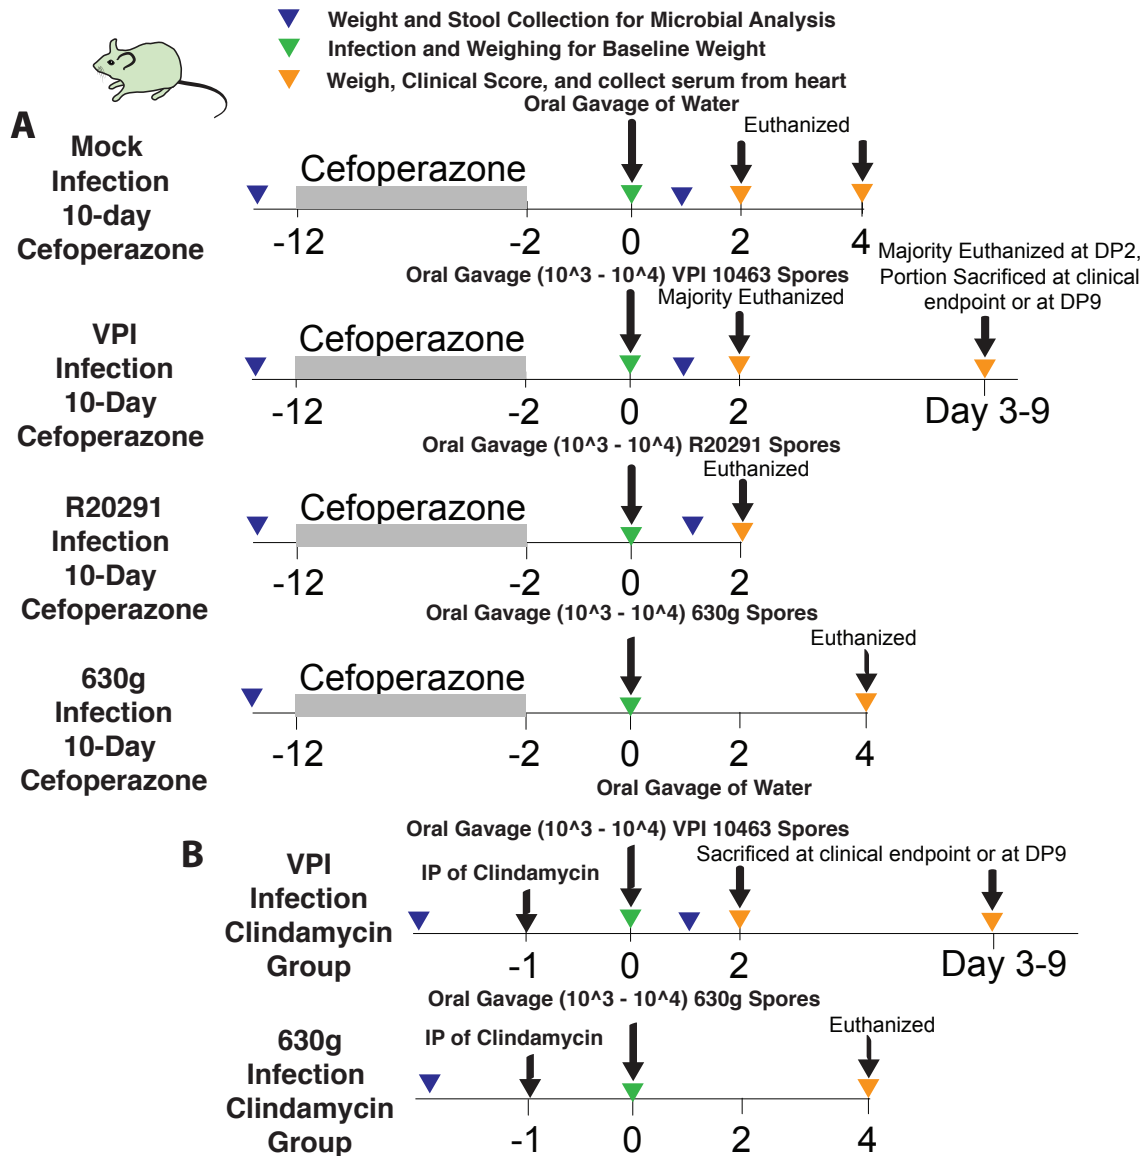 Weight and Stool Collection for Microbial Analysis
Infection and Weighing for Baseline Weight
Weigh, Clinical Score, and collect serum from heart
A
Mock
Infection
10-day
Cefoperazone
Oral Gavage of Water
Euthanized
Cefoperazone
-12
-2
0
2
4
VPI
Infection
10-Day
Cefoperazone
Oral Gavage (10^3 - 10^4) VPI 10463 Spores
Majority Euthanized
Majority Euthanized at DP2,
Portion Sacrificed at clinical
endpoint or at DP9
Cefoperazone
-12
-2
0
2
Day 3-9
R20291
Infection
10-Day
Cefoperazone
Oral Gavage (10^3 - 10^4) R20291 Spores
Euthanized
Cefoperazone
-12
-2
0
2
630g
Infection
10-Day
Cefoperazone
Oral Gavage (10^3 - 10^4) 630g Spores
Euthanized
Cefoperazone
-12
-2
0
2
4
Oral Gavage of Water
B
VPI
Infection
Clindamycin
Group
Oral Gavage (10^3 - 10^4) VPI 10463 Spores
IP of Clindamycin
Sacrificed at clinical endpoint or at DP9
-1
0
2
Day 3-9
630g
Infection
Clindamycin
Group
Oral Gavage (10^3 - 10^4) 630g Spores
IP of Clindamycin
Euthanized
-1
0
2
4